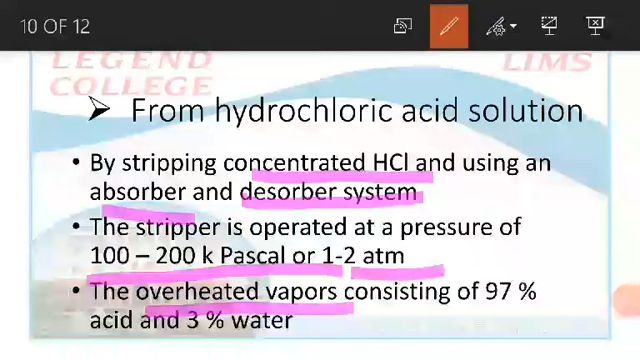 10 OF 12
LEGEND
COLLEGE
LIMS
➢ From hydrochloric acid solution
• By stripping concentrated HCl and using an
absorber and desorber system
• The stripper is operated at a pressure of
100 – 200 k Pascal or 1-2 atm
• The overheated vapors consisting of 97 %
acid and 3 % water